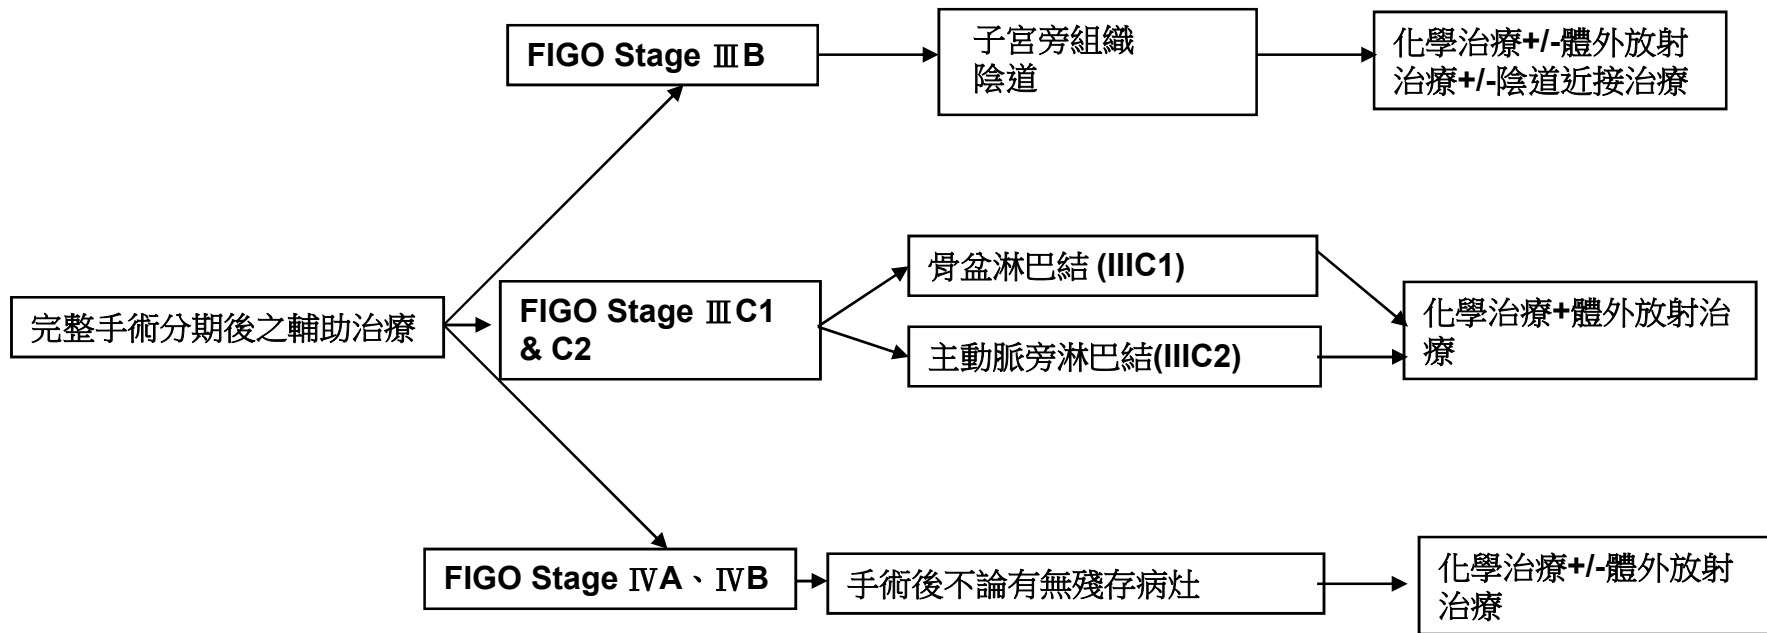 FIGO Stage ⅢB
子宮旁組織
陰道
化學治療+/-體外放射
治療+/-陰道近接治療
完整手術分期後之輔助治療
FIGO Stage ⅢC1
& C2
骨盆淋巴結 (IIIC1)
主動脈旁淋巴結(IIIC2)
化學治療+體外放射治
療
FIGO Stage ⅣA、ⅣB
手術後不論有無殘存病灶
化學治療+/-體外放射
治療